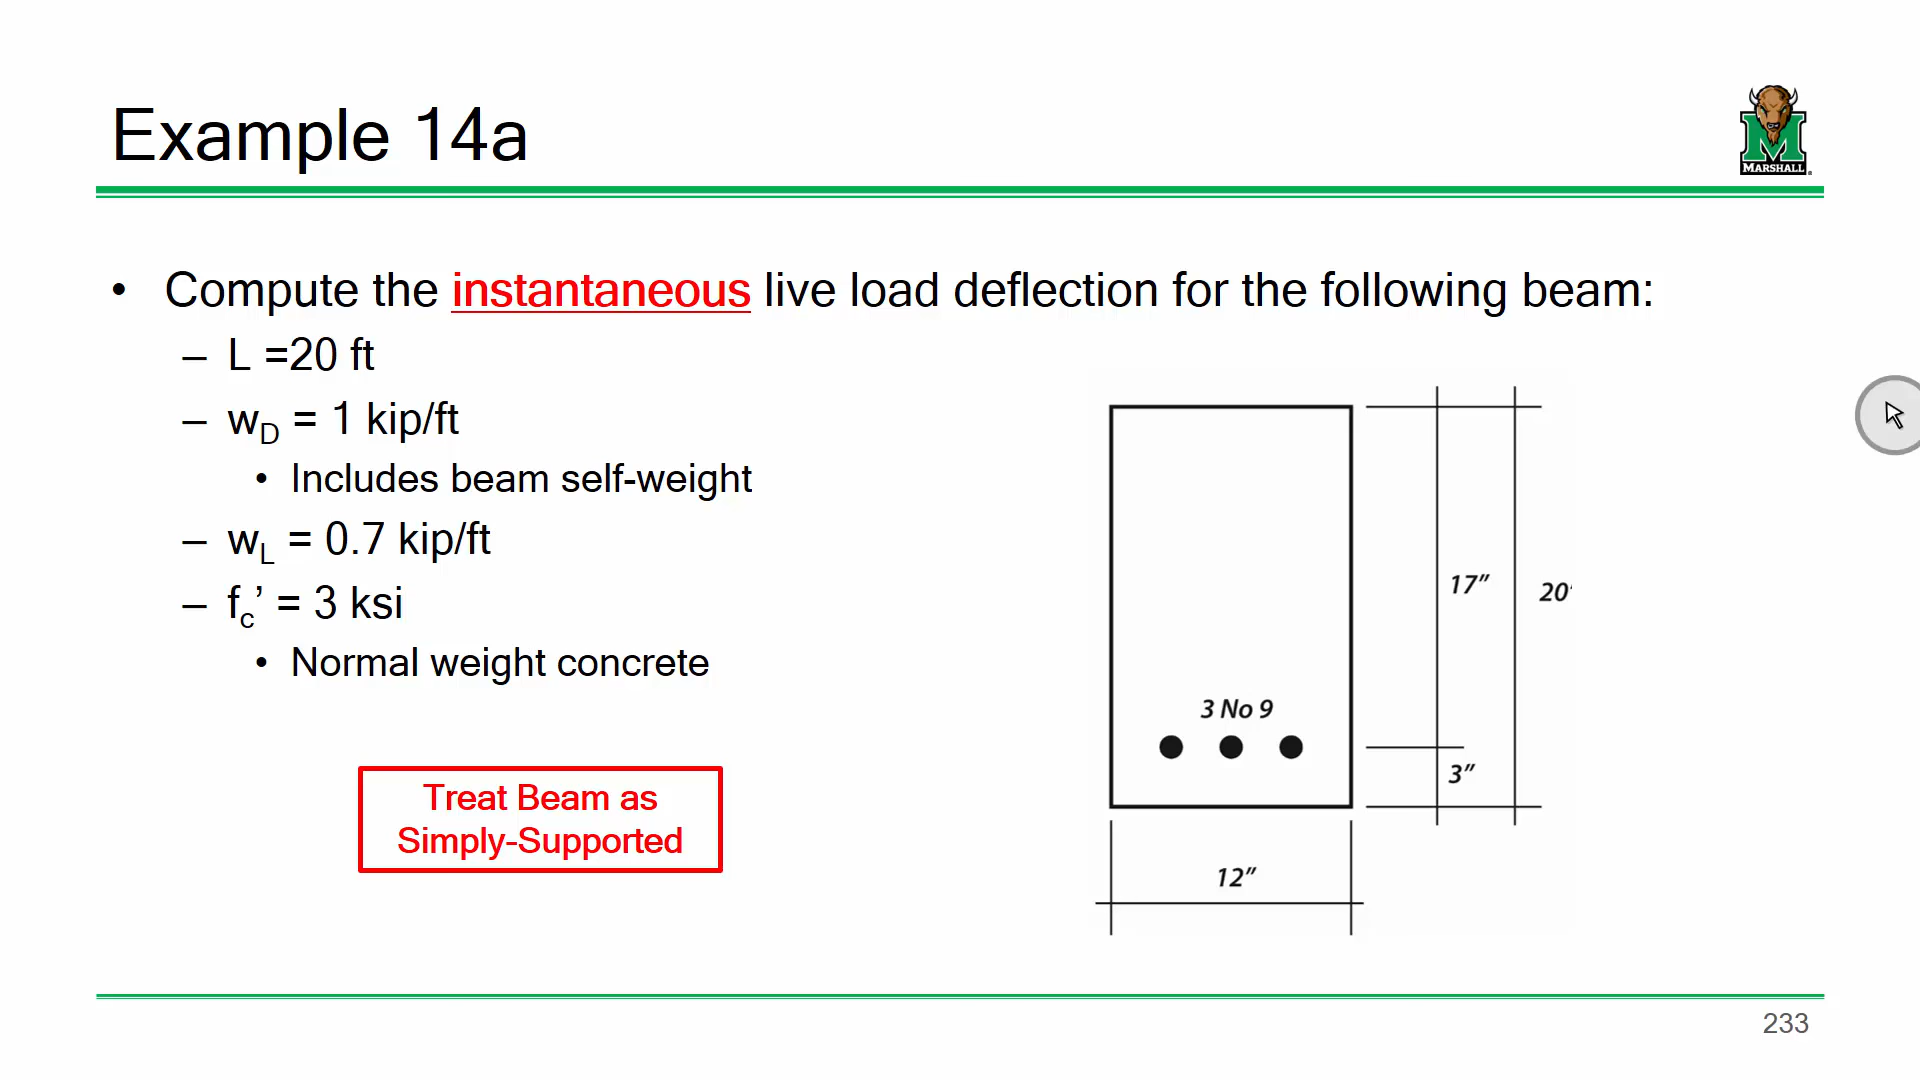 Example 14a
MARSHALL
• Compute the instantaneous live load deflection for the following beam:
– L =20 ft
– wD = 1 kip/ft
• Includes beam self-weight
– wL = 0.7 kip/ft
– fc’ = 3 ksi
• Normal weight concrete
Treat Beam as
Simply-Supported
17”
20’
3 No 9
3”
12”
233